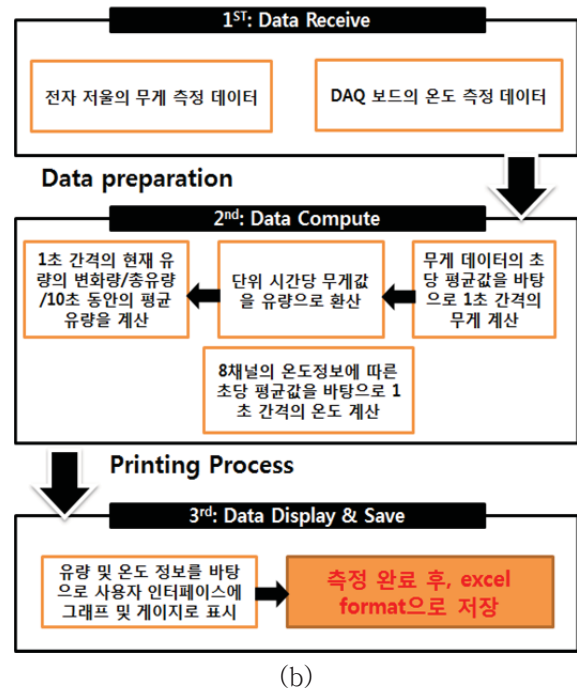 1ST: Data Receive
전자 저울의 무게 측정 데이터
DAQ 보드의 온도 측정 데이터
Data preparation
2nd: Data Compute
1초 간격의 현재 유
량의 변화량/총유량
/10초 동안의 평균
유량을 계산
단위 시간당 무게값
을 유량으로 환산
무게 데이터의 초
당 평균값을 바탕
으로 1초 간격의
무게 계산
8채널의 온도정보에 따른
초당 평균값을 바탕으로 1
초 간격의 온도 계산
Printing Process
3rd: Data Display & Save
유량 및 온도 정보를 바탕
으로 사용자 인터페이스에
그래프 및 게이지로 표시
측정 완료 후, excel
format으로 저장
(b)